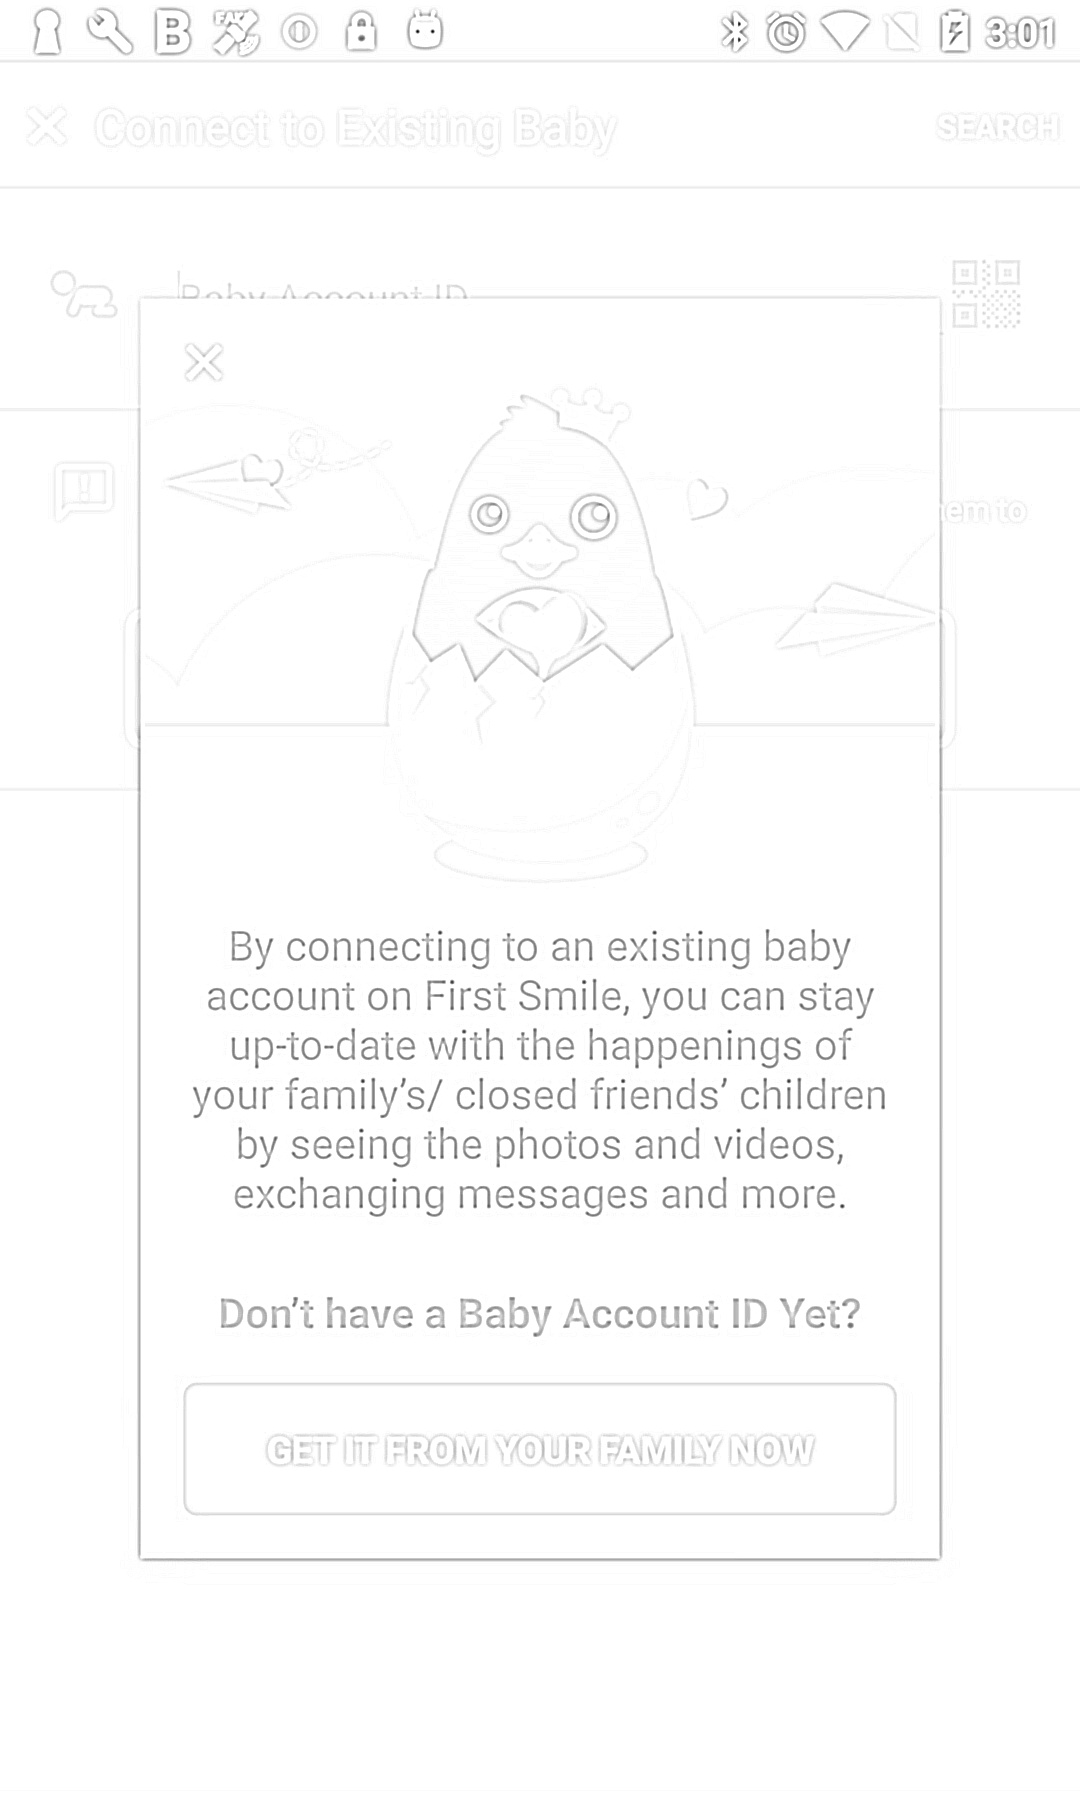 3:01
Connect to Existing Baby
SEARCH
Baby Account ID
em to
By connecting to an existing baby
account on First Smile, you can stay
up-to-date with the happenings of
your family’s/ closed friends’ children
by seeing the photos and videos,
exchanging messages and more.
Don’t have a Baby Account ID Yet?
GET IT FROM YOUR FAMILY NOW